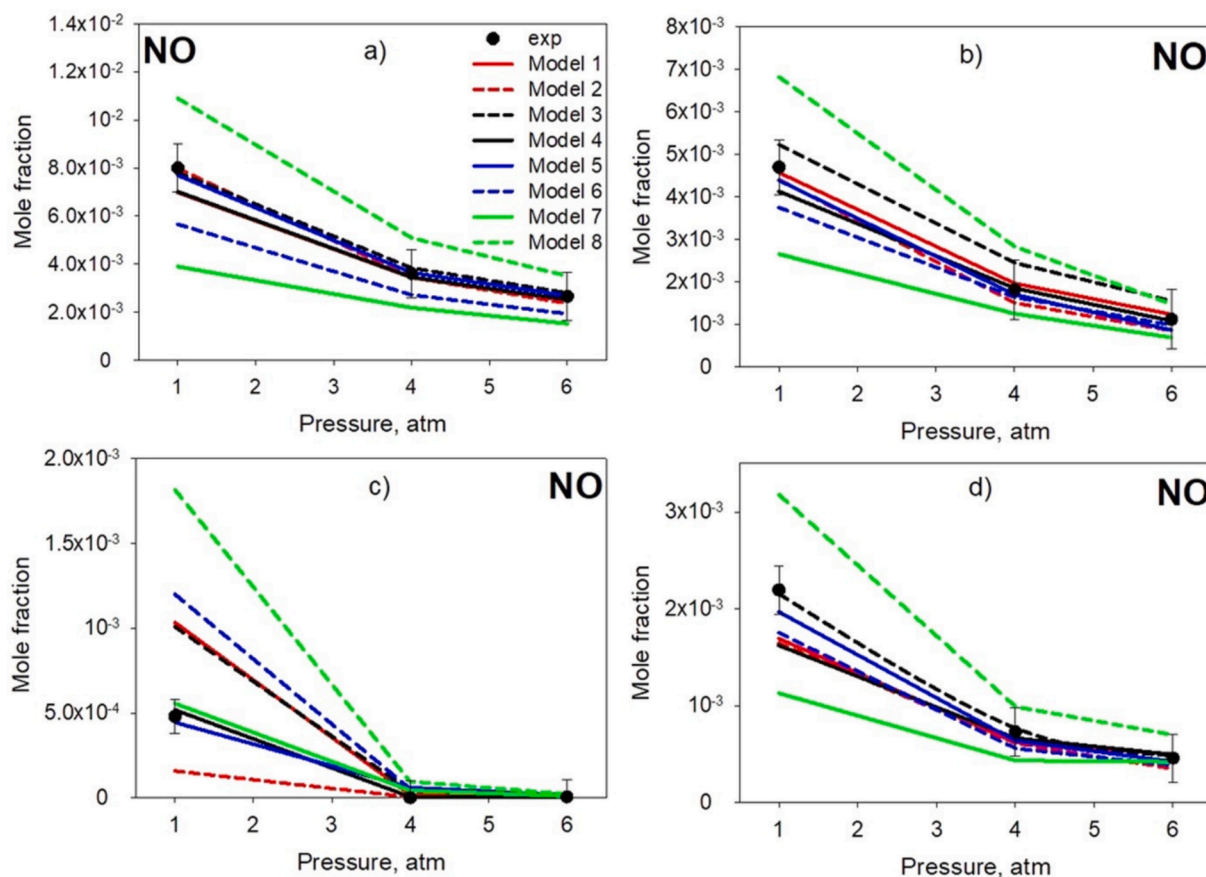 NO
a)
1.4x10⁻²
1.2x10⁻²
10⁻²
8.0x10⁻³
6.0x10⁻³
4.0x10⁻³
2.0x10⁻³
0
Mole fraction
1 2 3 4 5 6
Pressure, atm
exp
Model 1
Model 2
Model 3
Model 4
Model 5
Model 6
Model 7
Model 8
b)
NO
8x10⁻³
7x10⁻³
6x10⁻³
5x10⁻³
4x10⁻³
3x10⁻³
2x10⁻³
10⁻³
0
Mole fraction
1 2 3 4 5 6
Pressure, atm
c)
NO
2.0x10⁻³
1.5x10⁻³
10⁻³
5.0x10⁻⁴
0
Mole fraction
1 2 3 4 5 6
Pressure, atm
d)
NO
3x10⁻³
2x10⁻³
10⁻³
0
Mole fraction
1 2 3 4 5 6
Pressure, atm